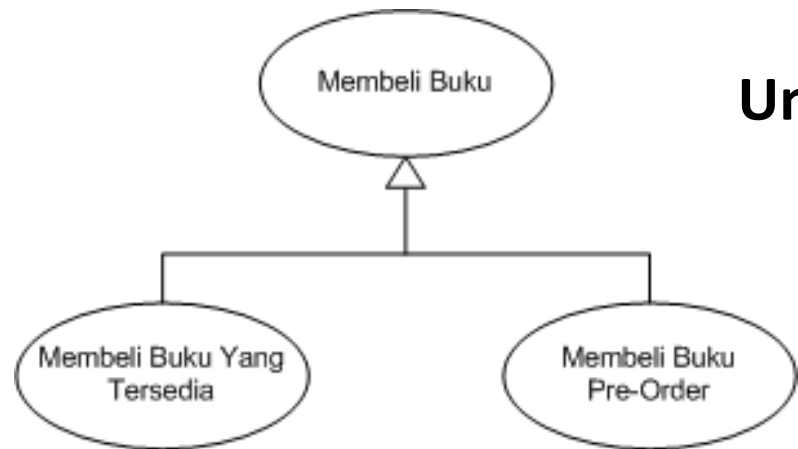 Membeli Buku
Ur
Membeli Buku Yang
Tersedia
Membeli Buku
Pre-Order